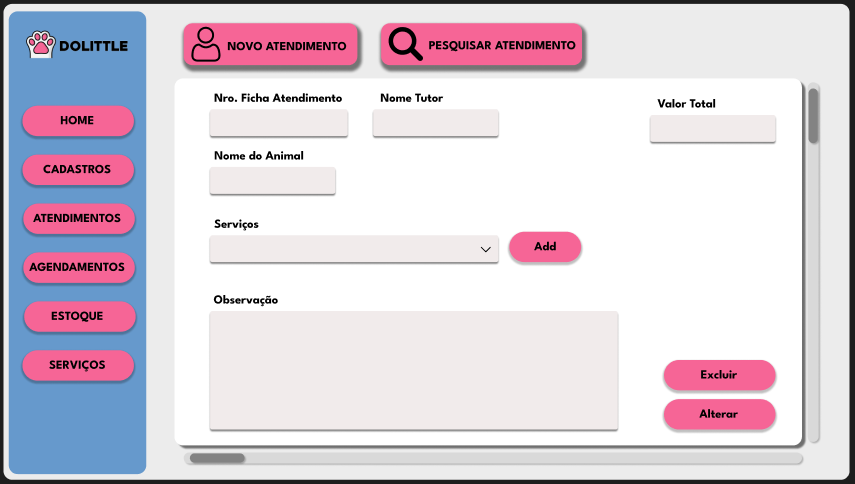 DOLITTLE
HOME
CADASTROS
ATENDIMENTOS
AGENDAMENTOS
ESTOQUE
SERVIÇOS
NOVO ATENDIMENTO
PESQUISAR ATENDIMENTO
Nro. Ficha Atendimento
Nome Tutor
Valor Total
Nome do Animal
Serviços
Add
Observação
Excluir
Alterar